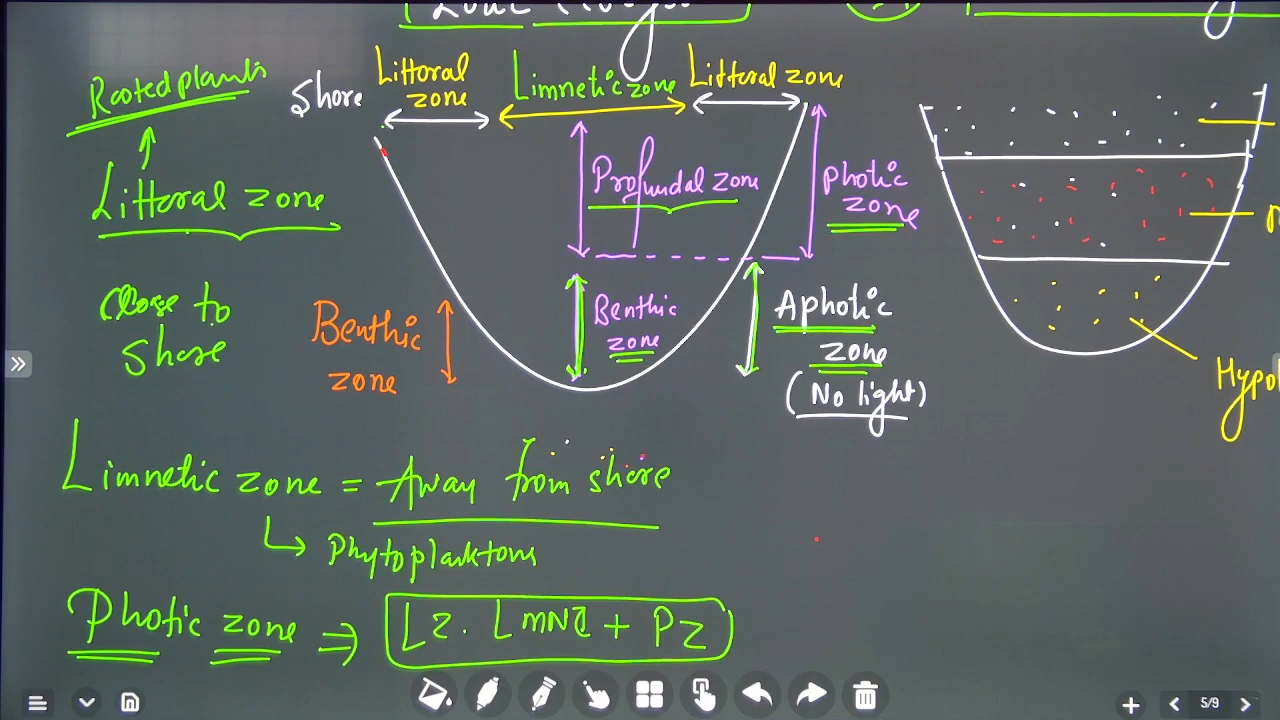 Rooted plants
Littoral zone
Close to
Shore
Shore
Littoral
zone
Limnetic zone
Littoral zone
Profundal zone
Photic
zone
Benthic
zone
Benthic
zone
Aphotic
zone
(No light)
Limnetic zone = Away from shore
Phytoplanktons
Photic zone ⇒ LZ. LmNZ + PZ
5/9